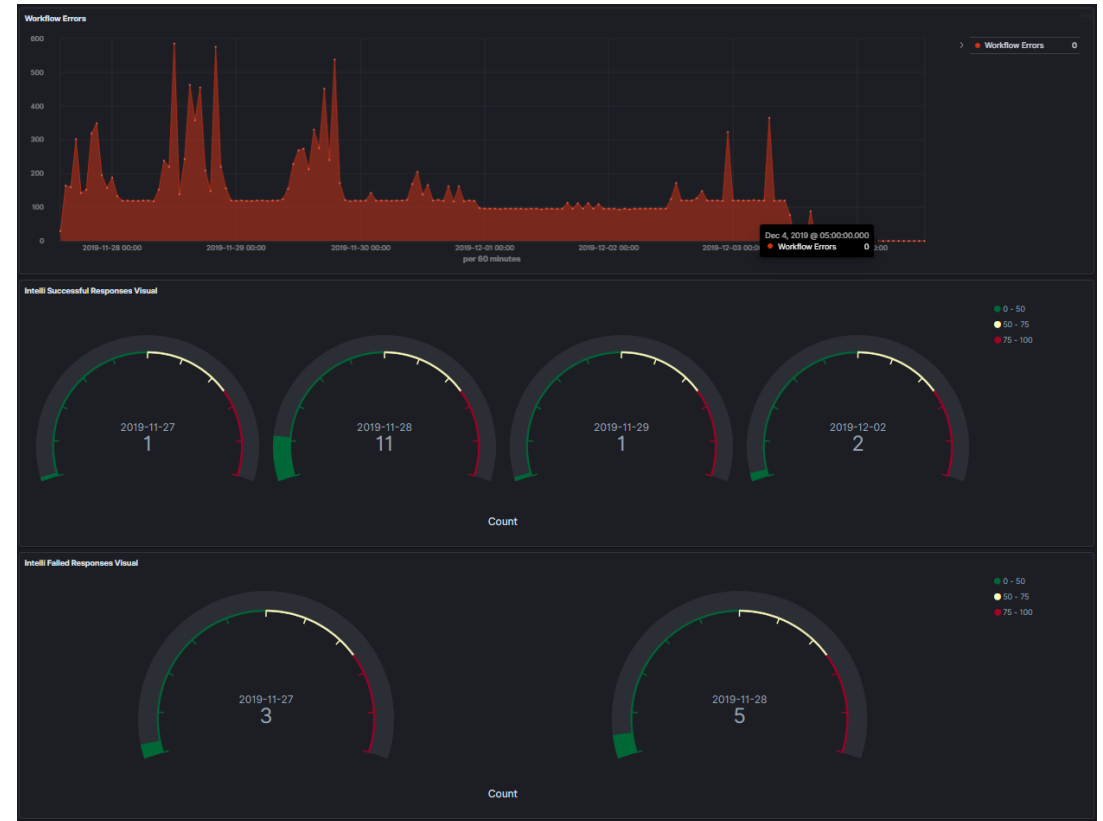 Workflow Errors
600
500
400
300
200
100
0
2019-11-28 00:00 2019-11-29 00:00 2019-11-30 00:00 2019-12-01 00:00 2019-12-02 00:00 2019-12-03 00:0 0:00
per 60 minutes
Workflow Errors 0
Dec 4, 2019 @ 05:00:00.000
Workflow Errors 0
Intelli Successful Responses Visual
0 - 50
50 - 75
75 - 100
2019-11-27
1
2019-11-28
11
2019-11-29
1
2019-12-02
2
Count
Intelli Failed Responses Visual
0 - 50
50 - 75
75 - 100
2019-11-27
3
2019-11-28
5
Count